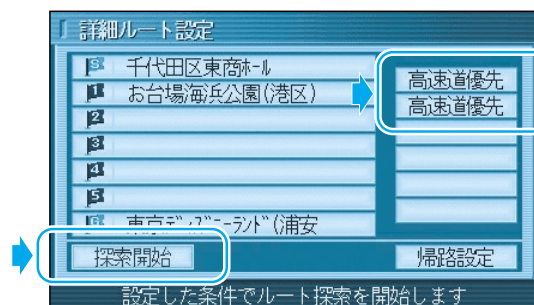 詳細ルート設定
S 千代田区東商ホール
高速道優先
1 お台場海浜公園(港区)
高速道優先
2
3
4
5
G 東京ディズニーランド(浦安
探索開始
帰路設定
設定した条件でルート探索を開始します